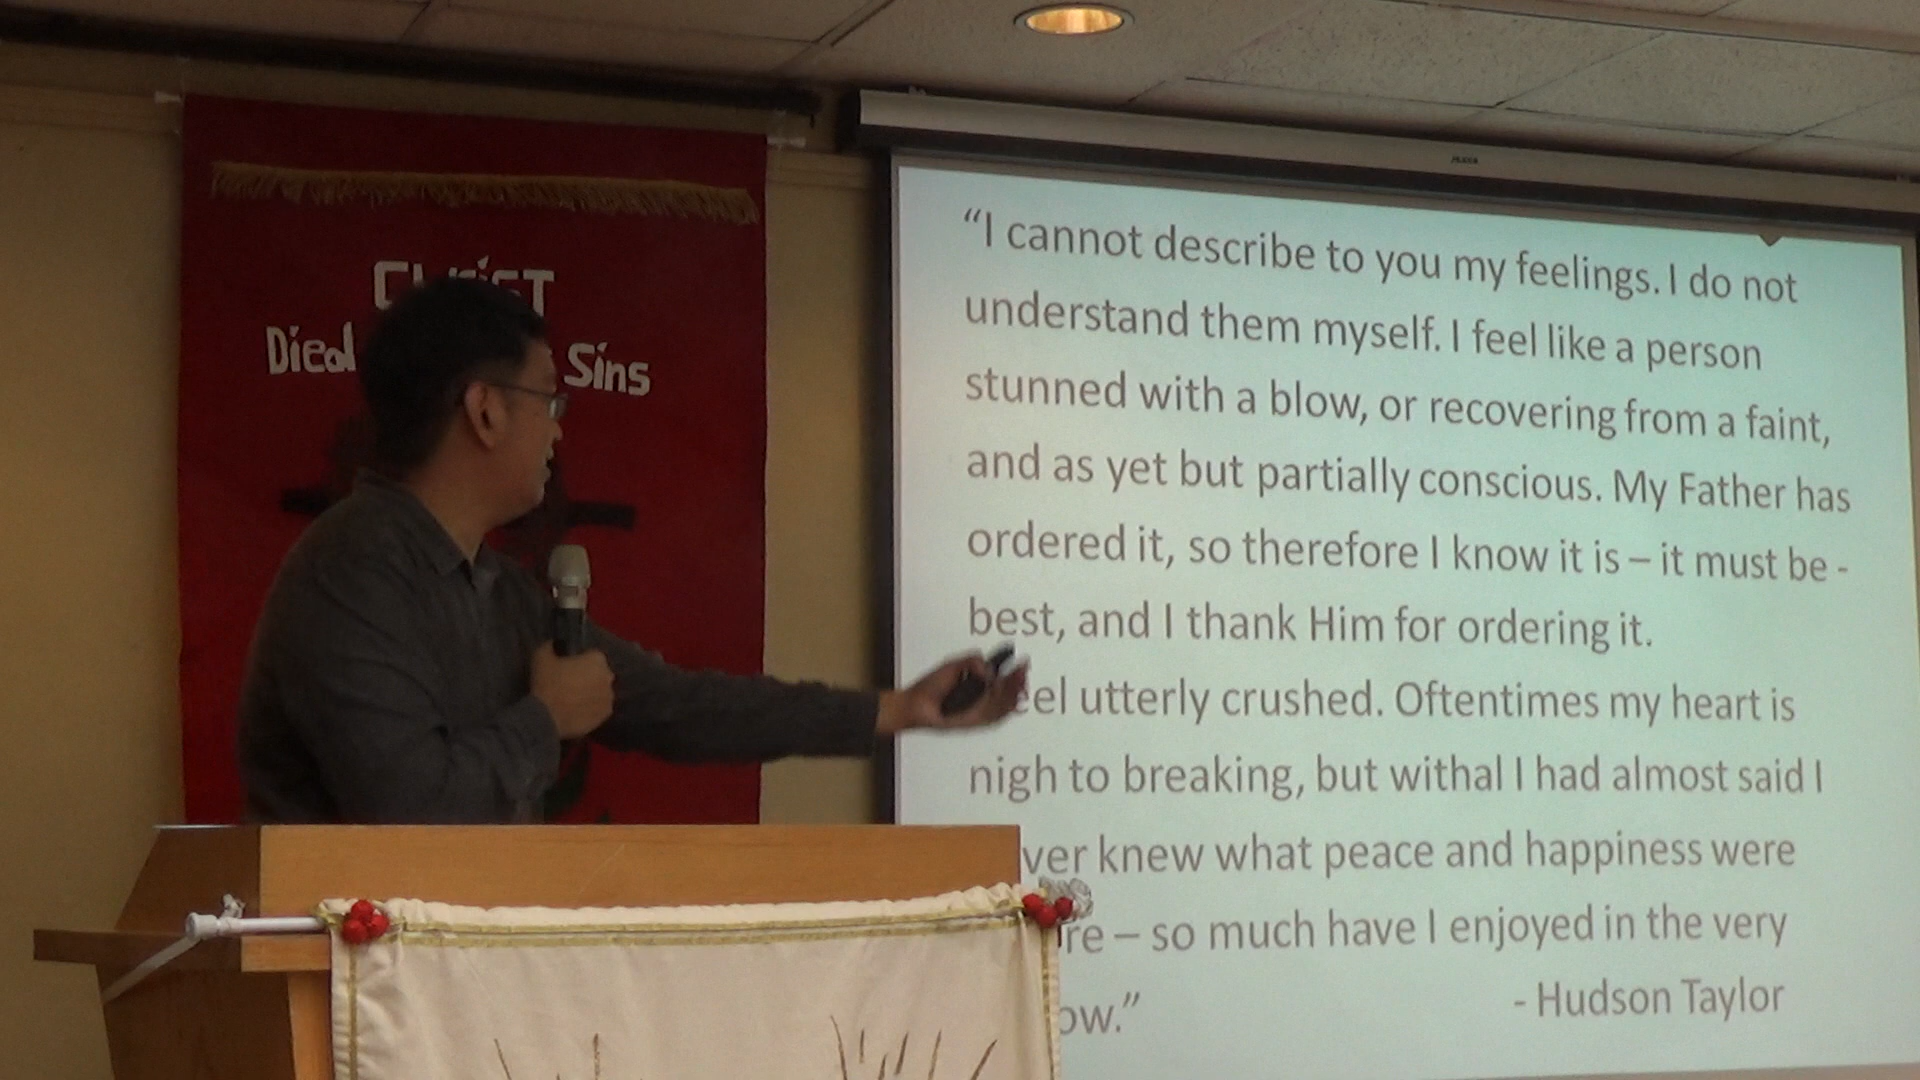 CHRIST
Died Sins
“I cannot describe to you my feelings. I do not
understand them myself. I feel like a person
stunned with a blow, or recovering from a faint,
and as yet but partially conscious. My Father has
ordered it, so therefore I know it is – it must be -
best, and I thank Him for ordering it.
utterly crushed. Oftentimes my heart is
nigh to breaking, but withal I had almost said I
knew what peace and happiness were
– so much have I enjoyed in the very
- Hudson Taylor